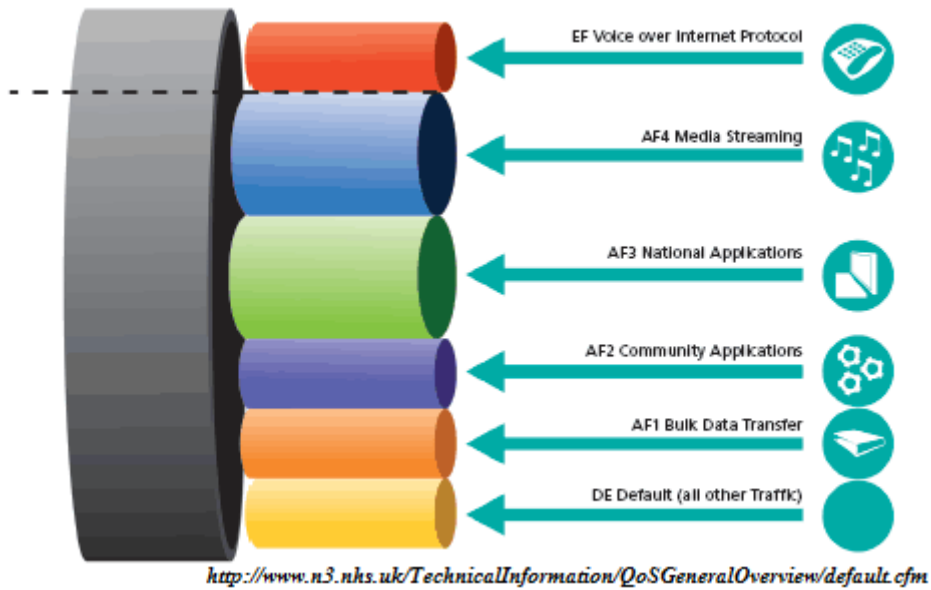 EF Voice over Internet Protocol
AF4 Media Streaming
AF3 National Applications
AF2 Community Applications
AF1 Bulk Data Transfer
DE Default (all other Traffic)
http://www.n3.nhs.uk/TechnicalInformation/QoSGeneralOverview/default.cfm